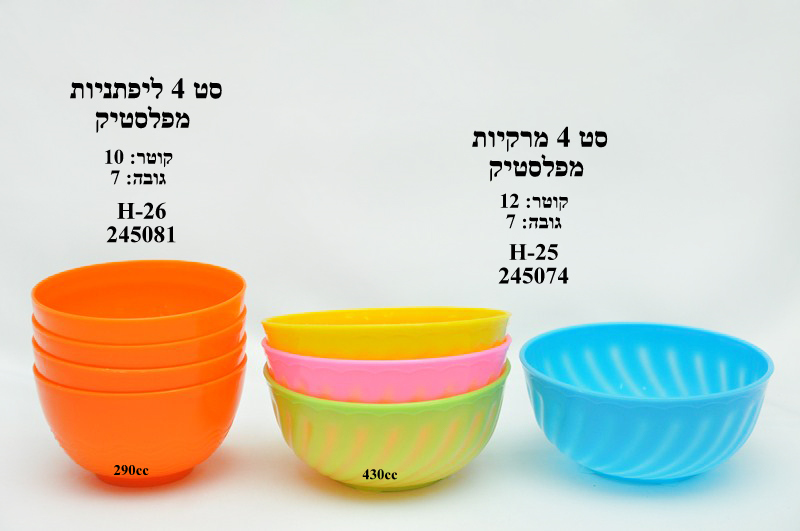 סט 4 ליפתניות
מפלסטיק
קוטר: 10
גובה: 7
H-26
245081
290cc
סט 4 מרקיות
מפלסטיק
קוטר: 12
גובה: 7
H-25
245074
430cc